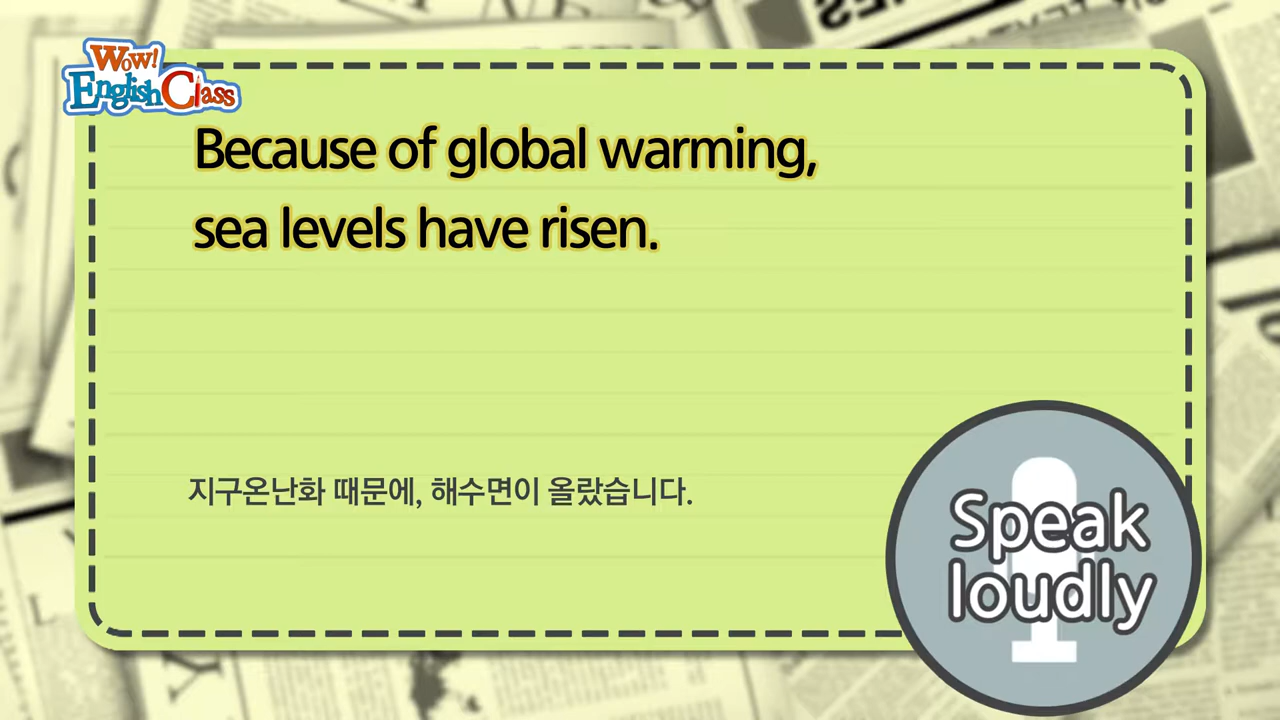 Wow!
English Class
Because of global warming,
sea levels have risen.
지구온난화 때문에, 해수면이 올랐습니다.
Speak
loudly